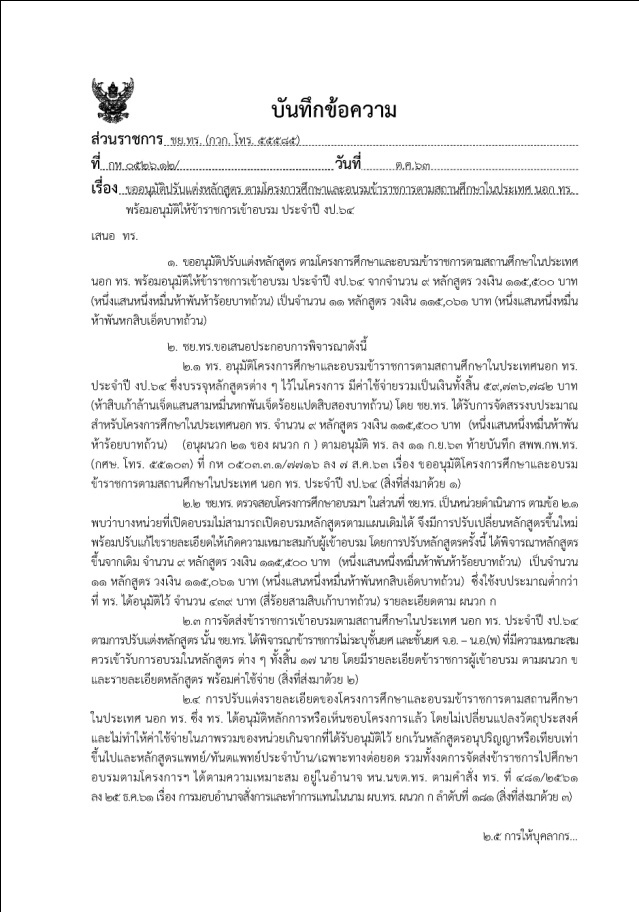 บันทึกข้อความ
ส่วนราชการ ชย.ทร. (กวก. โทร. ๕๕๕๘๕)
ที่ กห ๐๕๒๖.๑๒/ วันที่ ต.ค.๖๓
เรื่อง ขออนุมัติปรับแต่งหลักสูตร ตามโครงการศึกษาและอบรมข้าราชการตามสถานศึกษาในประเทศ นอก ทร.
พร้อมอนุมัติให้ข้าราชการเข้าอบรม ประจำปี งป.๖๔
เสนอ ทร.
๑. ขออนุมัติปรับแต่งหลักสูตร ตามโครงการศึกษาและอบรมข้าราชการตามสถานศึกษาในประเทศ
นอก ทร. พร้อมอนุมัติให้ข้าราชการเข้าอบรม ประจำปี งป.๖๔ จากจำนวน ๙ หลักสูตร วงเงิน ๑๑๕,๕๐๐ บาท
(หนึ่งแสนหนึ่งหมื่นห้าพันห้าร้อยบาทถ้วน) เป็นจำนวน ๑๑ หลักสูตร วงเงิน ๑๑๕,๐๖๑ บาท (หนึ่งแสนหนึ่งหมื่น
ห้าพันหกสิบเอ็ดบาทถ้วน)
๒. ชย.ทร.ขอเสนอประกอบการพิจารณาดังนี้
๒.๑ ทร. อนุมัติโครงการศึกษาและอบรมข้าราชการตามสถานศึกษาในประเทศนอก ทร.
ประจำปี งป.๖๔ ซึ่งบรรจุหลักสูตรต่าง ๆ ไว้ในโครงการ มีค่าใช้จ่ายรวมเป็นเงินทั้งสิ้น ๕๙,๗๓๖,๗๘๒ บาท
(ห้าสิบเก้าล้านเจ็ดแสนสามหมื่นหกพันเจ็ดร้อยแปดสิบสองบาทถ้วน) โดย ชย.ทร. ได้รับการจัดสรรงบประมาณ
สำหรับโครงการศึกษาในประเทศนอก ทร. จำนวน ๙ หลักสูตร วงเงิน ๑๑๕,๕๐๐ บาท (หนึ่งแสนหนึ่งหมื่นห้าพัน
ห้าร้อยบาทถ้วน) (อนุผนวก ๒๑ ของ ผนวก ก ) ตามอนุมัติ ทร. ลง ๑๑ ก.ย.๖๓ ท้ายบันทึก สพพ.กพ.ทร.
(กศษ. โทร. ๕๕๑๐๓) ที่ กห ๐๕๐๓.๓.๑/๗๗๑๖ ลง ๗ ส.ค.๖๓ เรื่อง ขออนุมัติโครงการศึกษาและอบรม
ข้าราชการตามสถานศึกษาในประเทศ นอก ทร. ประจำปี งป.๖๔ (สิ่งที่ส่งมาด้วย ๑)
๒.๒ ชย.ทร. ตรวจสอบโครงการศึกษาอบรมฯ ในส่วนที่ ชย.ทร. เป็นหน่วยดำเนินการ ตามข้อ ๒.๑
พบว่าบางหน่วยที่เปิดอบรมไม่สามารถเปิดอบรมหลักสูตรตามแผนเดิมได้ จึงมีการปรับเปลี่ยนหลักสูตรขึ้นใหม่
พร้อมปรับแก้ไขรายละเอียดให้เกิดความเหมาะสมกับผู้เข้าอบรม โดยการปรับหลักสูตรครั้งนี้ ได้พิจารณาหลักสูตร
ขึ้นจากเดิม จำนวน ๙ หลักสูตร วงเงิน ๑๑๕,๕๐๐ บาท (หนึ่งแสนหนึ่งหมื่นห้าพันห้าร้อยบาทถ้วน) เป็นจำนวน
๑๑ หลักสูตร วงเงิน ๑๑๕,๐๖๑ บาท (หนึ่งแสนหนึ่งหมื่นห้าพันหกสิบเอ็ดบาทถ้วน) ซึ่งใช้งบประมาณต่ำกว่า
ที่ ทร. ได้อนุมัติไว้ จำนวน ๔๓๙ บาท (สี่ร้อยสามสิบเก้าบาทถ้วน) รายละเอียดตาม ผนวก ก
๒.๓ การจัดส่งข้าราชการเข้าอบรมตามสถานศึกษาในประเทศ นอก ทร. ประจำปี งป.๖๔
ตามการปรับแต่งหลักสูตร นั้น ชย.ทร. ได้พิจารณาข้าราชการไม่ระบุชั้นยศ และชั้นยศ จ.อ. – น.อ.(พ) ที่มีความเหมาะสม
ควรเข้ารับการอบรมในหลักสูตร ต่าง ๆ ทั้งสิ้น ๑๗ นาย โดยมีรายละเอียดข้าราชการผู้เข้าอบรม ตามผนวก ข
และรายละเอียดหลักสูตร พร้อมค่าใช้จ่าย (สิ่งที่ส่งมาด้วย ๒)
๒.๔ การปรับแต่งรายละเอียดของโครงการศึกษาและอบรมข้าราชการตามสถานศึกษา
ในประเทศ นอก ทร. ซึ่ง ทร. ได้อนุมัติหลักการหรือเห็นชอบโครงการแล้ว โดยไม่เปลี่ยนแปลงวัตถุประสงค์
และไม่ทำให้ค่าใช้จ่ายในภาพรวมของหน่วยเกินจากที่ได้รับอนุมัติไว้ ยกเว้นหลักสูตรอนุปริญญาหรือเทียบเท่า
ขึ้นไปและหลักสูตรแพทย์/ทันตแพทย์ประจำบ้าน/เฉพาะทางต่อยอด รวมทั้งงดการจัดส่งข้าราชการไปศึกษา
อบรมตามโครงการฯ ได้ตามความเหมาะสม อยู่ในอำนาจ หน.นขต.ทร. ตามคำสั่ง ทร. ที่ ๔๘๑/๒๕๖๑
ลง ๒๕ ธ.ค.๖๑ เรื่อง การมอบอำนาจสั่งการและทำการแทนในนาม ผบ.ทร. ผนวก ก ลำดับที่ ๑๘๑ (สิ่งที่ส่งมาด้วย ๓)
๒.๕ การให้บุคลากร...